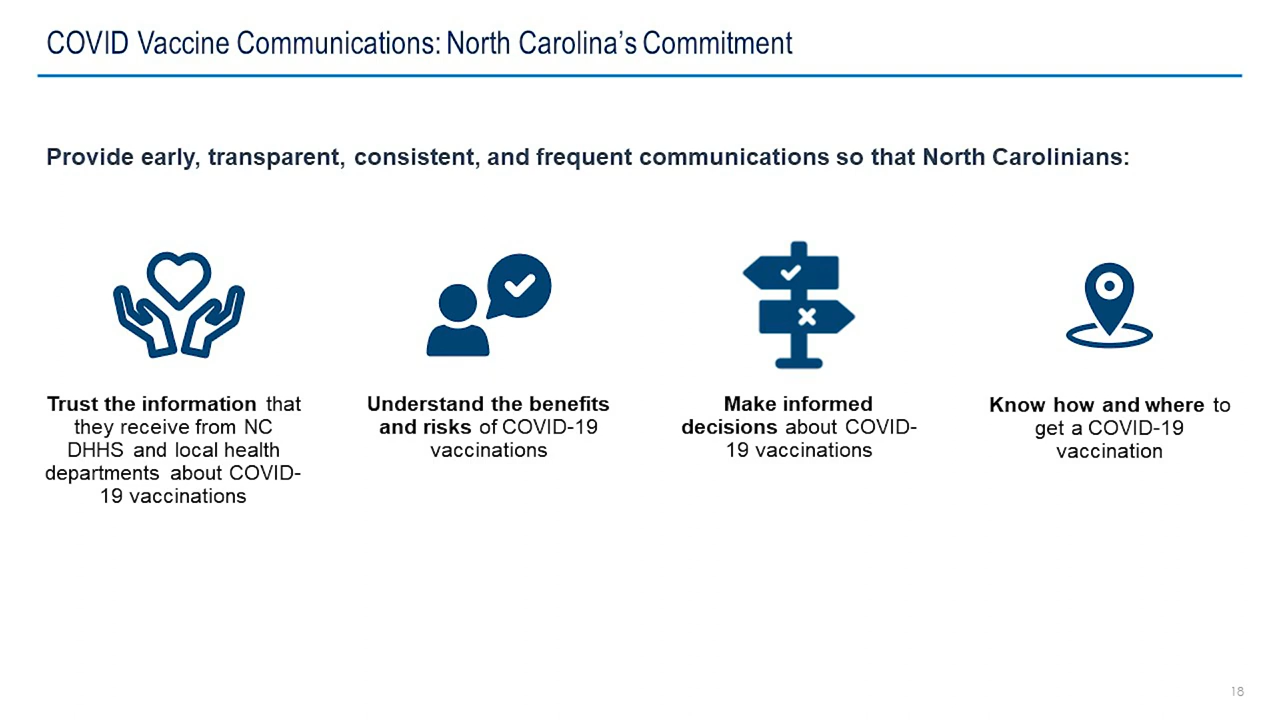 COVID Vaccine Communications: North Carolina’s Commitment
Provide early, transparent, consistent, and frequent communications so that North Carolinians:
Trust the information that
they receive from NC
DHHS and local health
departments about COVID-
19 vaccinations
Understand the benefits
and risks of COVID-19
vaccinations
Make informed
decisions about COVID-
19 vaccinations
Know how and where to
get a COVID-19
vaccination
18